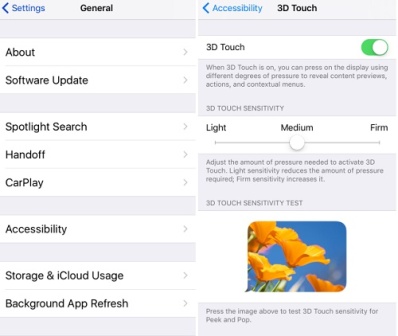 Settings
General
About
Software Update
Spotlight Search
Handoff
CarPlay
Accessibility
Storage & iCloud Usage
Background App Refresh
Accessibility
3D Touch
3D Touch
When 3D Touch is on, you can press on the display using
different degrees of pressure to reveal content previews,
actions, and contextual menus.
3D TOUCH SENSITIVITY
Light
Medium
Firm
Adjust the amount of pressure needed to activate 3D
Touch. Light sensitivity reduces the amount of pressure
required; Firm sensitivity increases it.
3D TOUCH SENSITIVITY TEST
Press the image above to test 3D Touch sensitivity for
Peek and Pop.